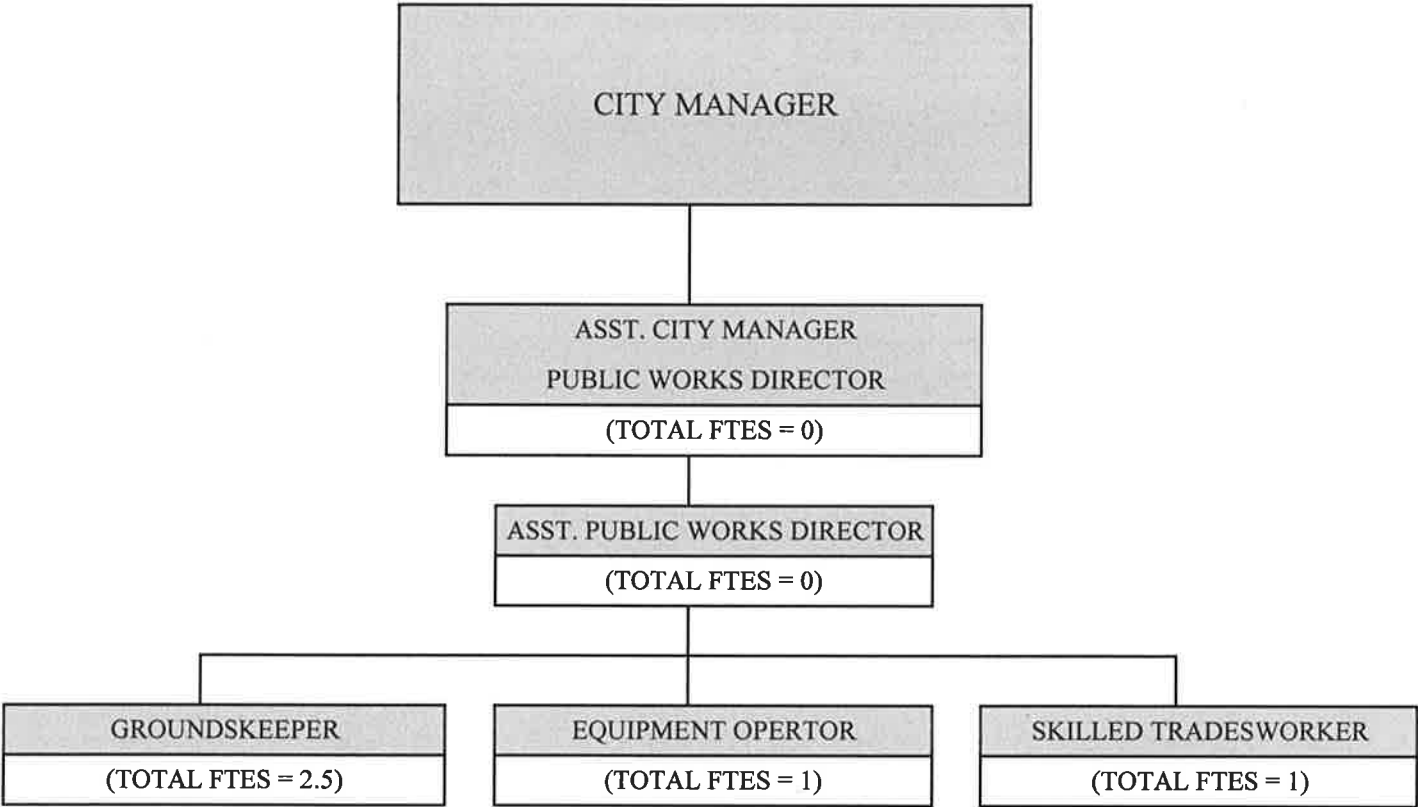 CITY MANAGER
ASST. CITY MANAGER
PUBLIC WORKS DIRECTOR
(TOTAL FTES = 0)
ASST. PUBLIC WORKS DIRECTOR
(TOTAL FTES = 0)
GROUNDSKEEPER
(TOTAL FTES = 2.5)
EQUIPMENT OPERTOR
(TOTAL FTES = 1)
SKILLED TRADESWORKER
(TOTAL FTES = 1)